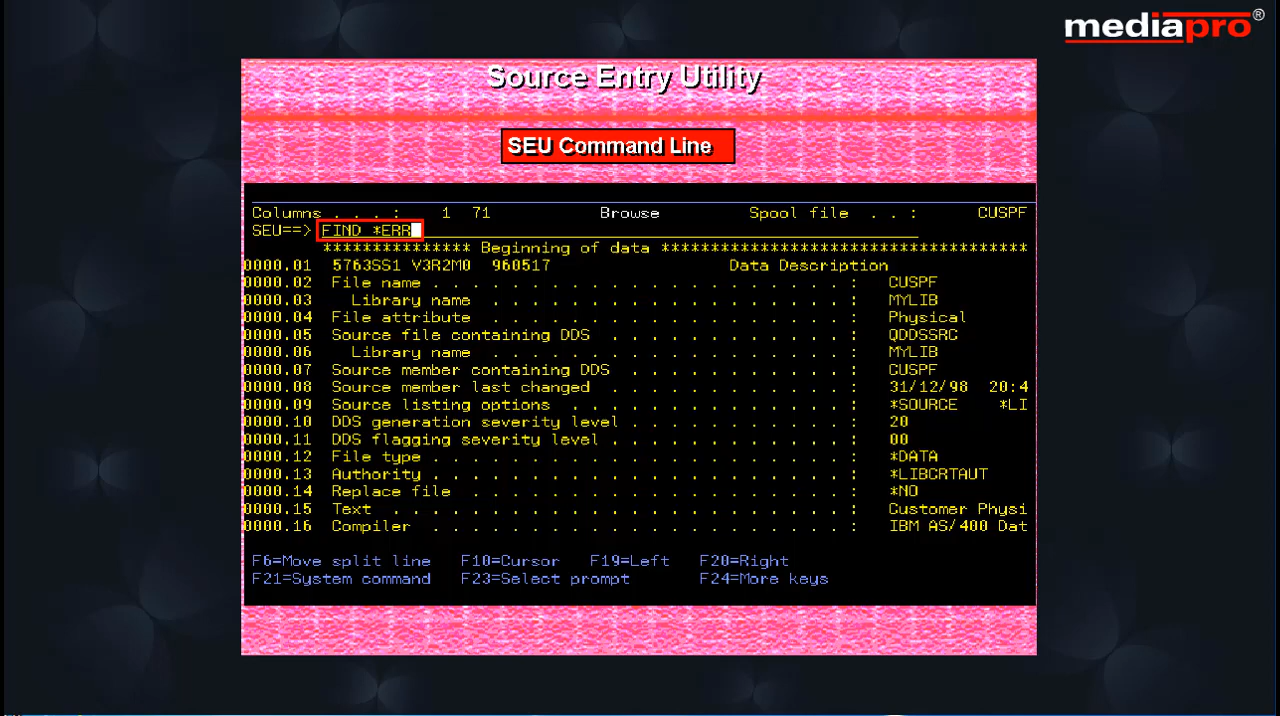 mediapro®
Source Entry Utility
SEU Command Line
Columns . . . : 1 71 Browse Spool file . . : CUSPF
SEU==> FIND *ERR
*************** Beginning of data *************************************
0000.01 5763SS1 V3R2M0 960517 Data Description
0000.02 File name . . . . . . . . . . . . . . . . . . . . . . : CUSPF
0000.03 Library name . . . . . . . . . . . . . . . . . . . : MYLIB
0000.04 File attribute . . . . . . . . . . . . . . . . . . . : Physical
0000.05 Source file containing DDS . . . . . . . . . . . . . : QDDSSRC
0000.06 Library name . . . . . . . . . . . . . . . . . . . : MYLIB
0000.07 Source member containing DDS . . . . . . . . . . . . : CUSPF
0000.08 Source member last changed . . . . . . . . . . . . . : 31/12/98 20:4
0000.09 Source listing options . . . . . . . . . . . . . . . : *SOURCE *LI
0000.10 DDS generation severity level . . . . . . . . . . . . : 20
0000.11 DDS flagging severity level . . . . . . . . . . . . . : 00
0000.12 File type . . . . . . . . . . . . . . . . . . . . . . : *DATA
0000.13 Authority . . . . . . . . . . . . . . . . . . . . . . : *LIBCRTAUT
0000.14 Replace file . . . . . . . . . . . . . . . . . . . . : *NO
0000.15 Text . . . . . . . . . . . . . . . . . . . . . . . . : Customer Physi
0000.16 Compiler . . . . . . . . . . . . . . . . . . . . . . : IBM AS/400 Dat
F6=Move split line F10=Cursor F19=Left F20=Right
F21=System command F23=Select prompt F24=More keys